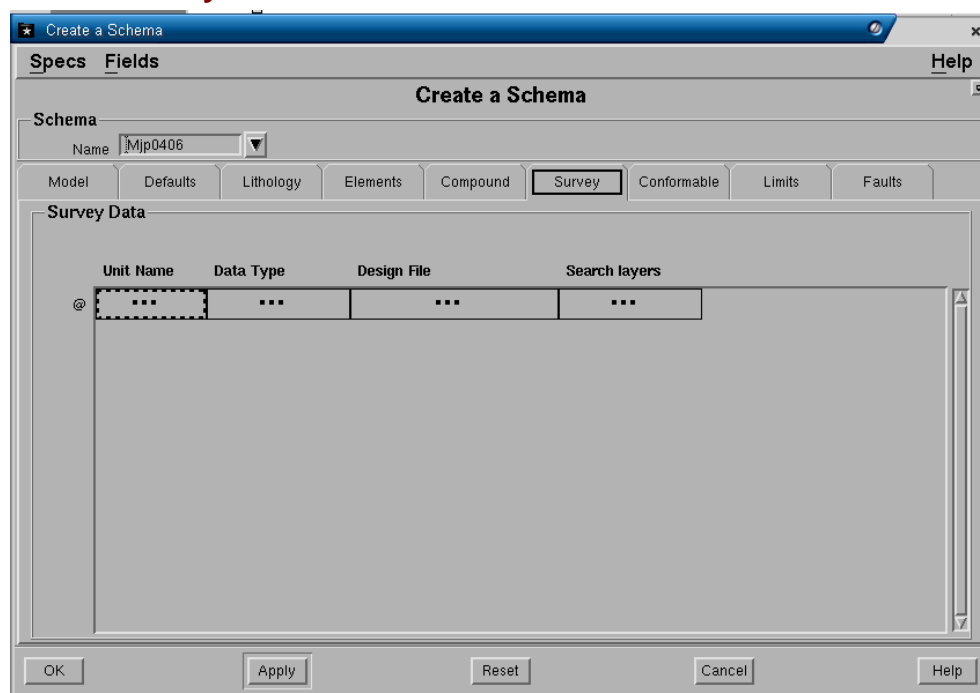 Create a Schema
Specs Fields Help
Create a Schema
Schema
Name Mjp0406
Model Defaults Lithology Elements Compound Survey Conformable Limits Faults
Survey Data
Unit Name Data Type Design File Search layers
@ ... ... ... ...
OK Apply Reset Cancel Help